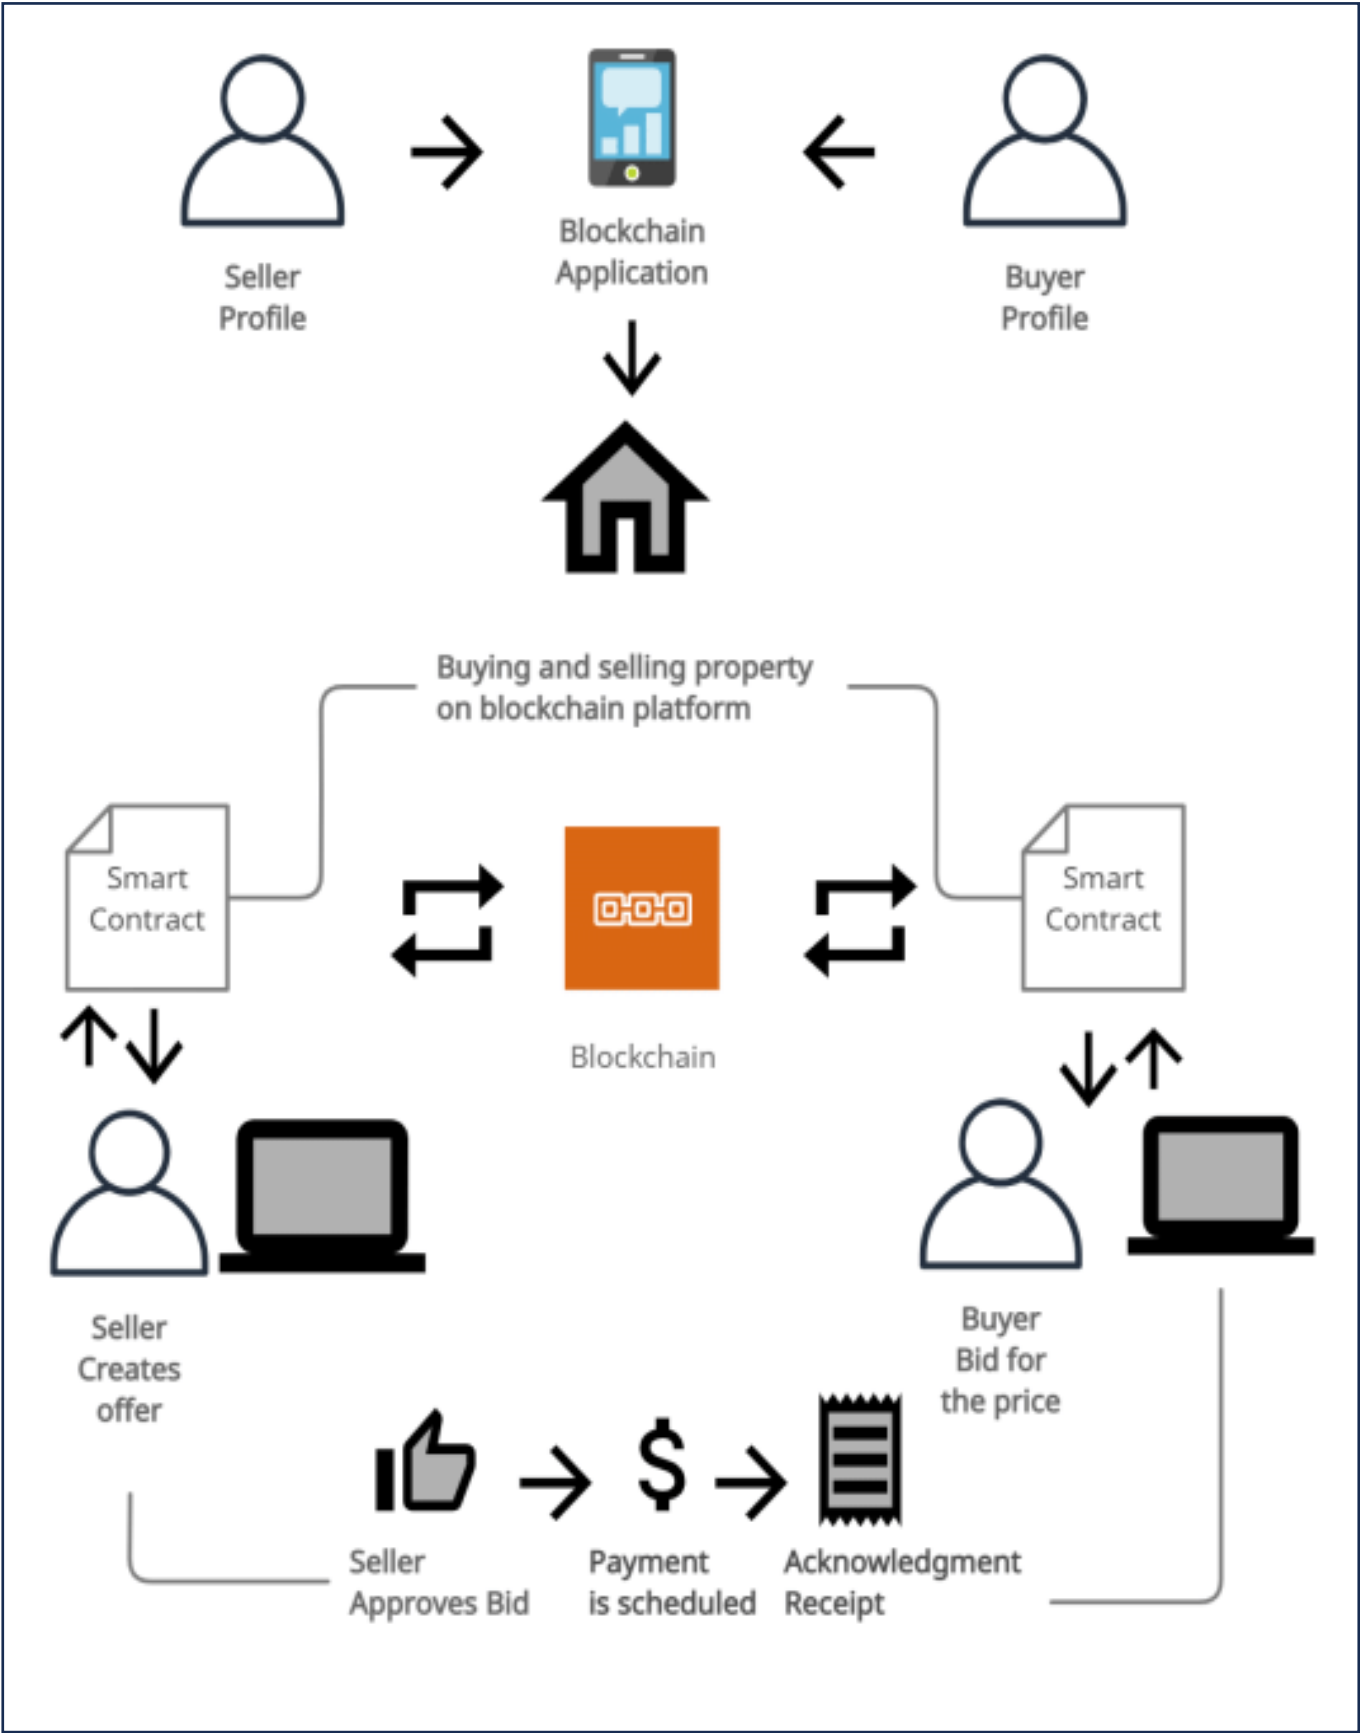 Blockchain
Application
Seller
Profile
Buyer
Profile
Buying and selling property
on blockchain platform
Smart
Contract
Smart
Contract
Blockchain
Seller
Creates
offer
Buyer
Bid for
the price
Seller
Approves Bid
Payment
is scheduled
Acknowledgment
Receipt